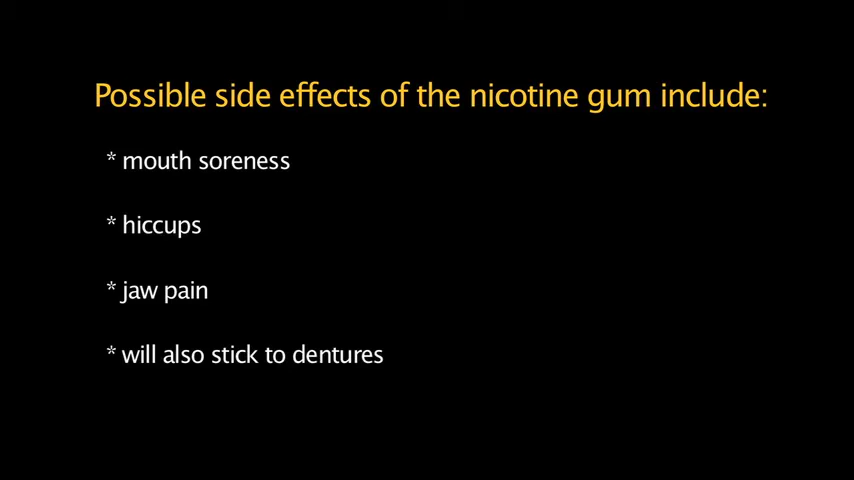 Possible side effects of the nicotine gum include:
* mouth soreness
* hiccups
* jaw pain
* will also stick to dentures